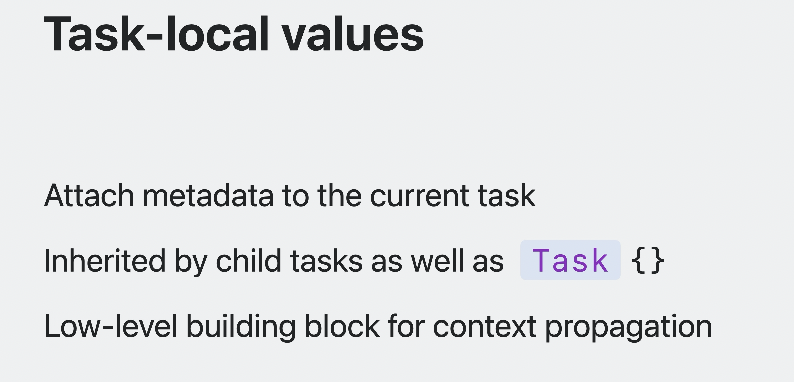 Task-local values
Attach metadata to the current task
Inherited by child tasks as well as Task {}
Low-level building block for context propagation